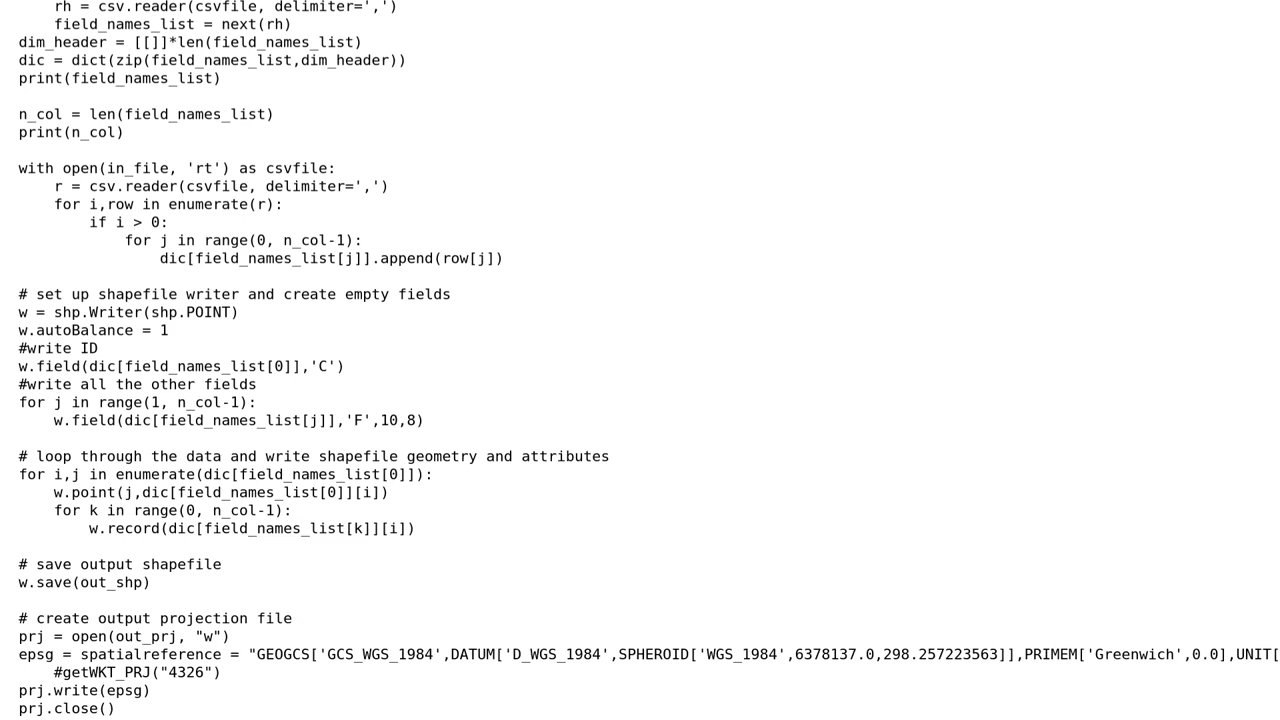 rh = csv.reader(csvfile, delimiter=',')
field_names_list = next(rh)
dim_header = [[]]*len(field_names_list)
dic = dict(zip(field_names_list,dim_header))
print(field_names_list)
n_col = len(field_names_list)
print(n_col)
with open(in_file, 'rt') as csvfile:
r = csv.reader(csvfile, delimiter=',')
for i,row in enumerate(r):
if i > 0:
for j in range(0, n_col-1):
dic[field_names_list[j]].append(row[j])
# set up shapefile writer and create empty fields
w = shp.Writer(shp.POINT)
w.autoBalance = 1
#write ID
w.field(dic[field_names_list[0]],'C')
#write all the other fields
for j in range(1, n_col-1):
w.field(dic[field_names_list[j]],'F',10,8)
# loop through the data and write shapefile geometry and attributes
for i,j in enumerate(dic[field_names_list[0]]):
w.point(j,dic[field_names_list[0]][i])
for k in range(0, n_col-1):
w.record(dic[field_names_list[k]][i])
# save output shapefile
w.save(out_shp)
# create output projection file
prj = open(out_prj, "w")
epsg = spatialreference = "GEOGCS['GCS_WGS_1984',DATUM['D_WGS_1984',SPHEROID['WGS_1984',6378137.0,298.257223563]],PRIMEM['Greenwich',0.0],UNIT[
#getWKT_PRJ("4326")
prj.write(epsg)
prj.close()